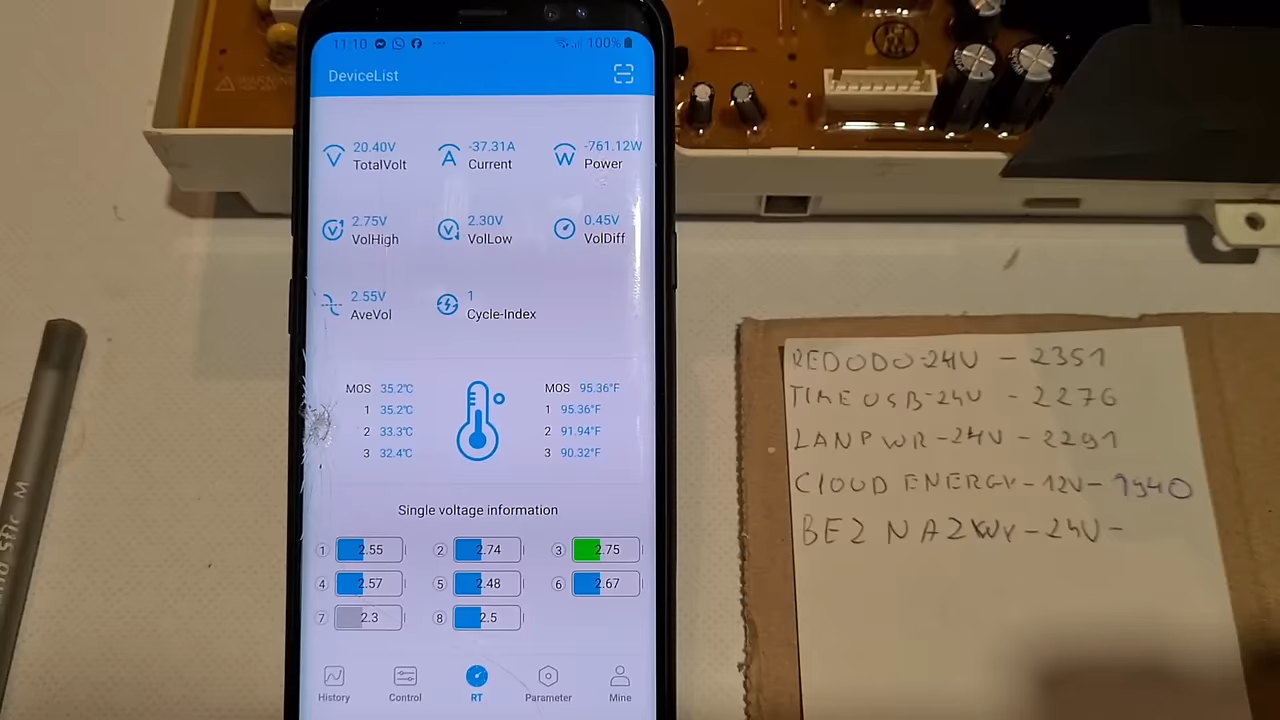 11:10 100%
DeviceList
20.40V -37.31A -761.12W
TotalVolt Current Power
2.75V 2.30V 0.45V
VolHigh VolLow VolDiff
2.55V 1
AveVol Cycle-Index
MOS 35.2℃ MOS 95.36°F
1 35.2℃ 1 95.36°F
2 33.3℃ 2 91.94°F
3 32.4℃ 3 90.32°F
Single voltage information
1 2.55 2 2.74 3 2.75
4 2.57 5 2.48 6 2.67
7 2.3 8 2.5
History Control RT Parameter Mine
WARNING
REDODO-24V - 2351
TIMEUSB-24V - 2276
LANPWR-24V - 2291
CLOUD ENERGY-12V- 1940
BEZ NAZWY-24V-